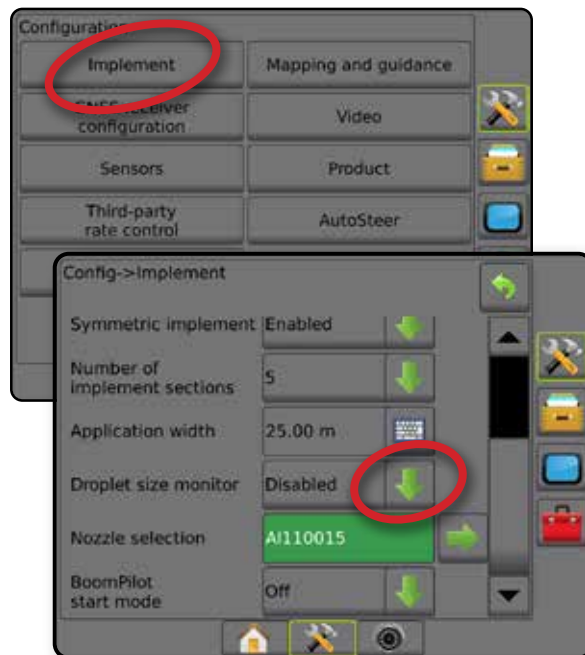 Configuration
Implement
Mapping and guidance
GNSS receiver
configuration
Video
Sensors
Product
Third-party
rate control
AutoSteer
Config->Implement
Symmetric implement
Enabled
Number of
implement sections
5
Application width
25.00 m
Droplet size monitor
Disabled
Nozzle selection
AI110015
BoomPilot
start mode
Off